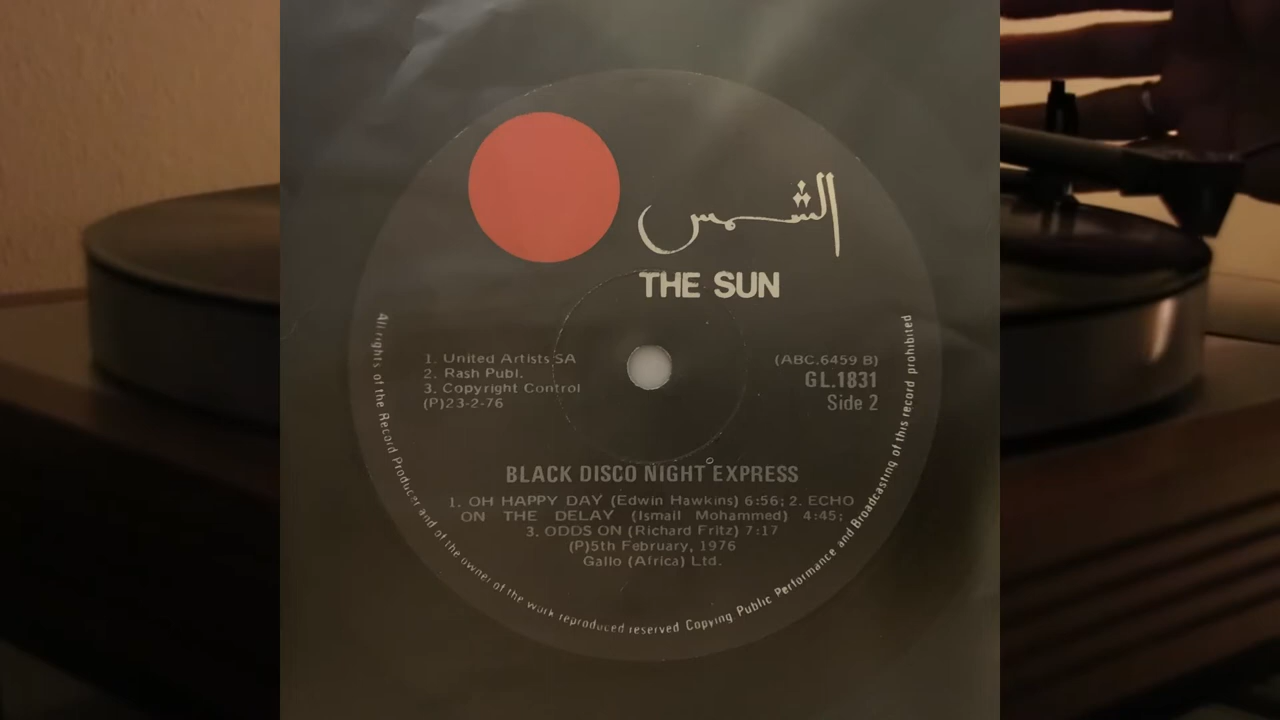 الشمس
THE SUN
1. United Artists SA
2. Rash Publ.
3. Copyright Control
(P)23-2-76
(ABC.6459 B)
GL.1831
Side 2
BLACK DISCO NIGHT EXPRESS
1. OH HAPPY DAY (Edwin Hawkins) 6:56; 2. ECHO
ON THE DELAY (Ismail Mohammed) 4:45;
3. ODDS ON (Richard Fritz) 7:17
(P)5th February, 1976
Gallo (Africa) Ltd.
All rights of the Record Producer and of the owner of the work reproduced reserved Copying Public Performance and Broadcasting of this record prohibited